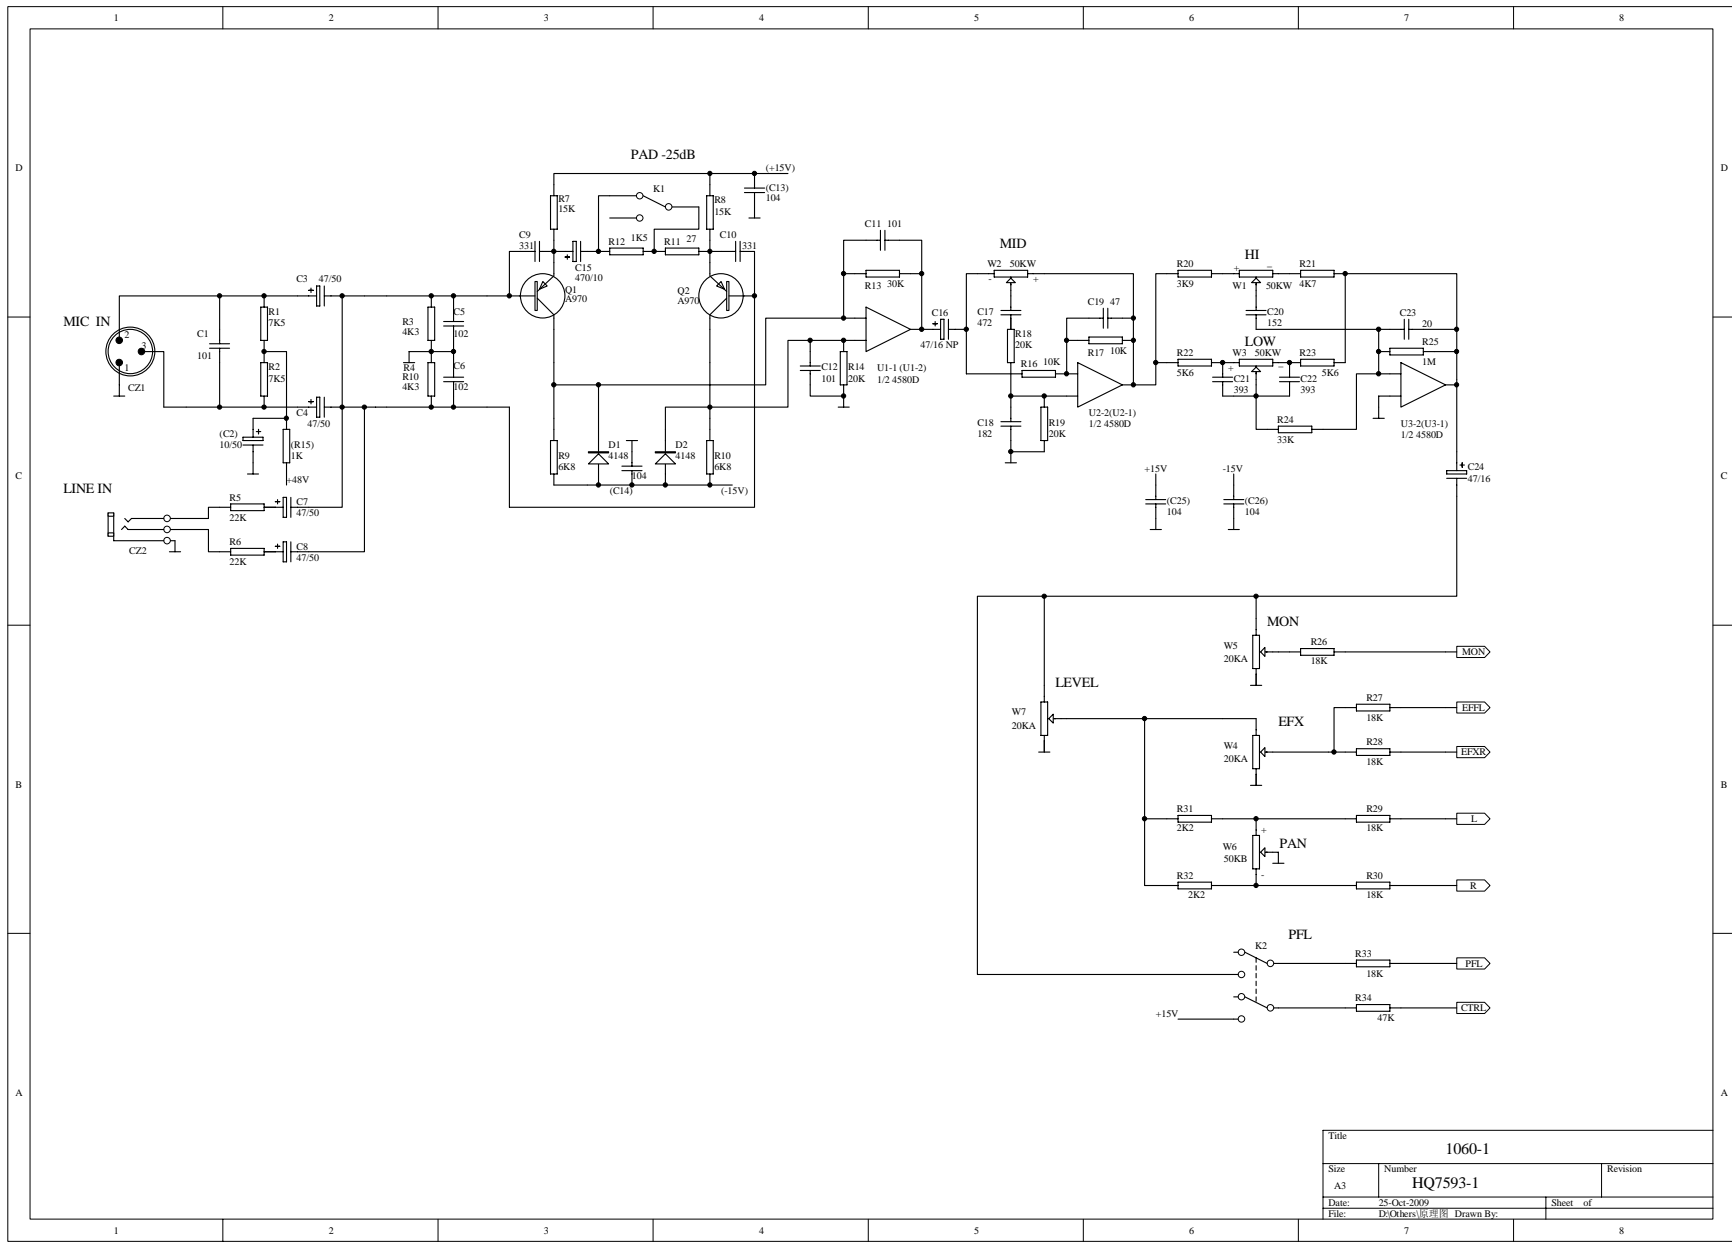 1 2 3 4 5 6 7 8
D D
C C
B B
A A
PAD -25dB
(+15V)
K1
(C13)
104
R7
15K
R8
15K
C9
331
R12
1K5
R11
27
C10
331
C15
470/10
Q1
A970
Q2
A970
MIC IN
2
3
1
CZ1
C1
101
R1
7K5
R2
7K5
C3 47/50
C4
47/50
(C2)
10/50
(R15)
1K
+48V
R3
4K3
R4
R10
4K3
C5
102
C6
102
LINE IN
CZ2
R5
22K
C7
47/50
R6
22K
C8
47/50
R9
6K8
D1
4148
104
(C14)
D2
4148
R10
6K8
(-15V)
C11 101
R13 30K
C12
101
R14
20K
U1-1 (U1-2)
1/2 4580D
C16
47/16 NP
MID
W2 50KW
- +
C17
472
R18
20K
R16 10K
C19 47
R17 10K
C18
182
R19
20K
U2-2(U2-1)
1/2 4580D
HI
R20
3K9
+ −
W1 50KW
R21
4K7
C20
152
LOW
R22
5K6
W3 50KW
+ −
R23
5K6
C21
393
C22
393
R24
33K
C23
20
R25
1M
U3-2(U3-1)
1/2 4580D
C24
47/16
+15V
(C25)
104
-15V
(C26)
104
MON
W5
20KA
R26
18K
MON
LEVEL
W7
20KA
EFX
W4
20KA
R27
18K
EFFL
R28
18K
EFXR
R31
2K2
R29
18K
L
+
W6
50KB
PAN
-
R32
2K2
R30
18K
R
PFL
K2
R33
18K
PFL
R34
47K
CTRL
+15V
Title
1060-1
Size Number Revision
A3 HQ7593-1
Date: 25-Oct-2009 Sheet of
File: D:\Others\原理图 Drawn By:
1 2 3 4 5 6 7 8